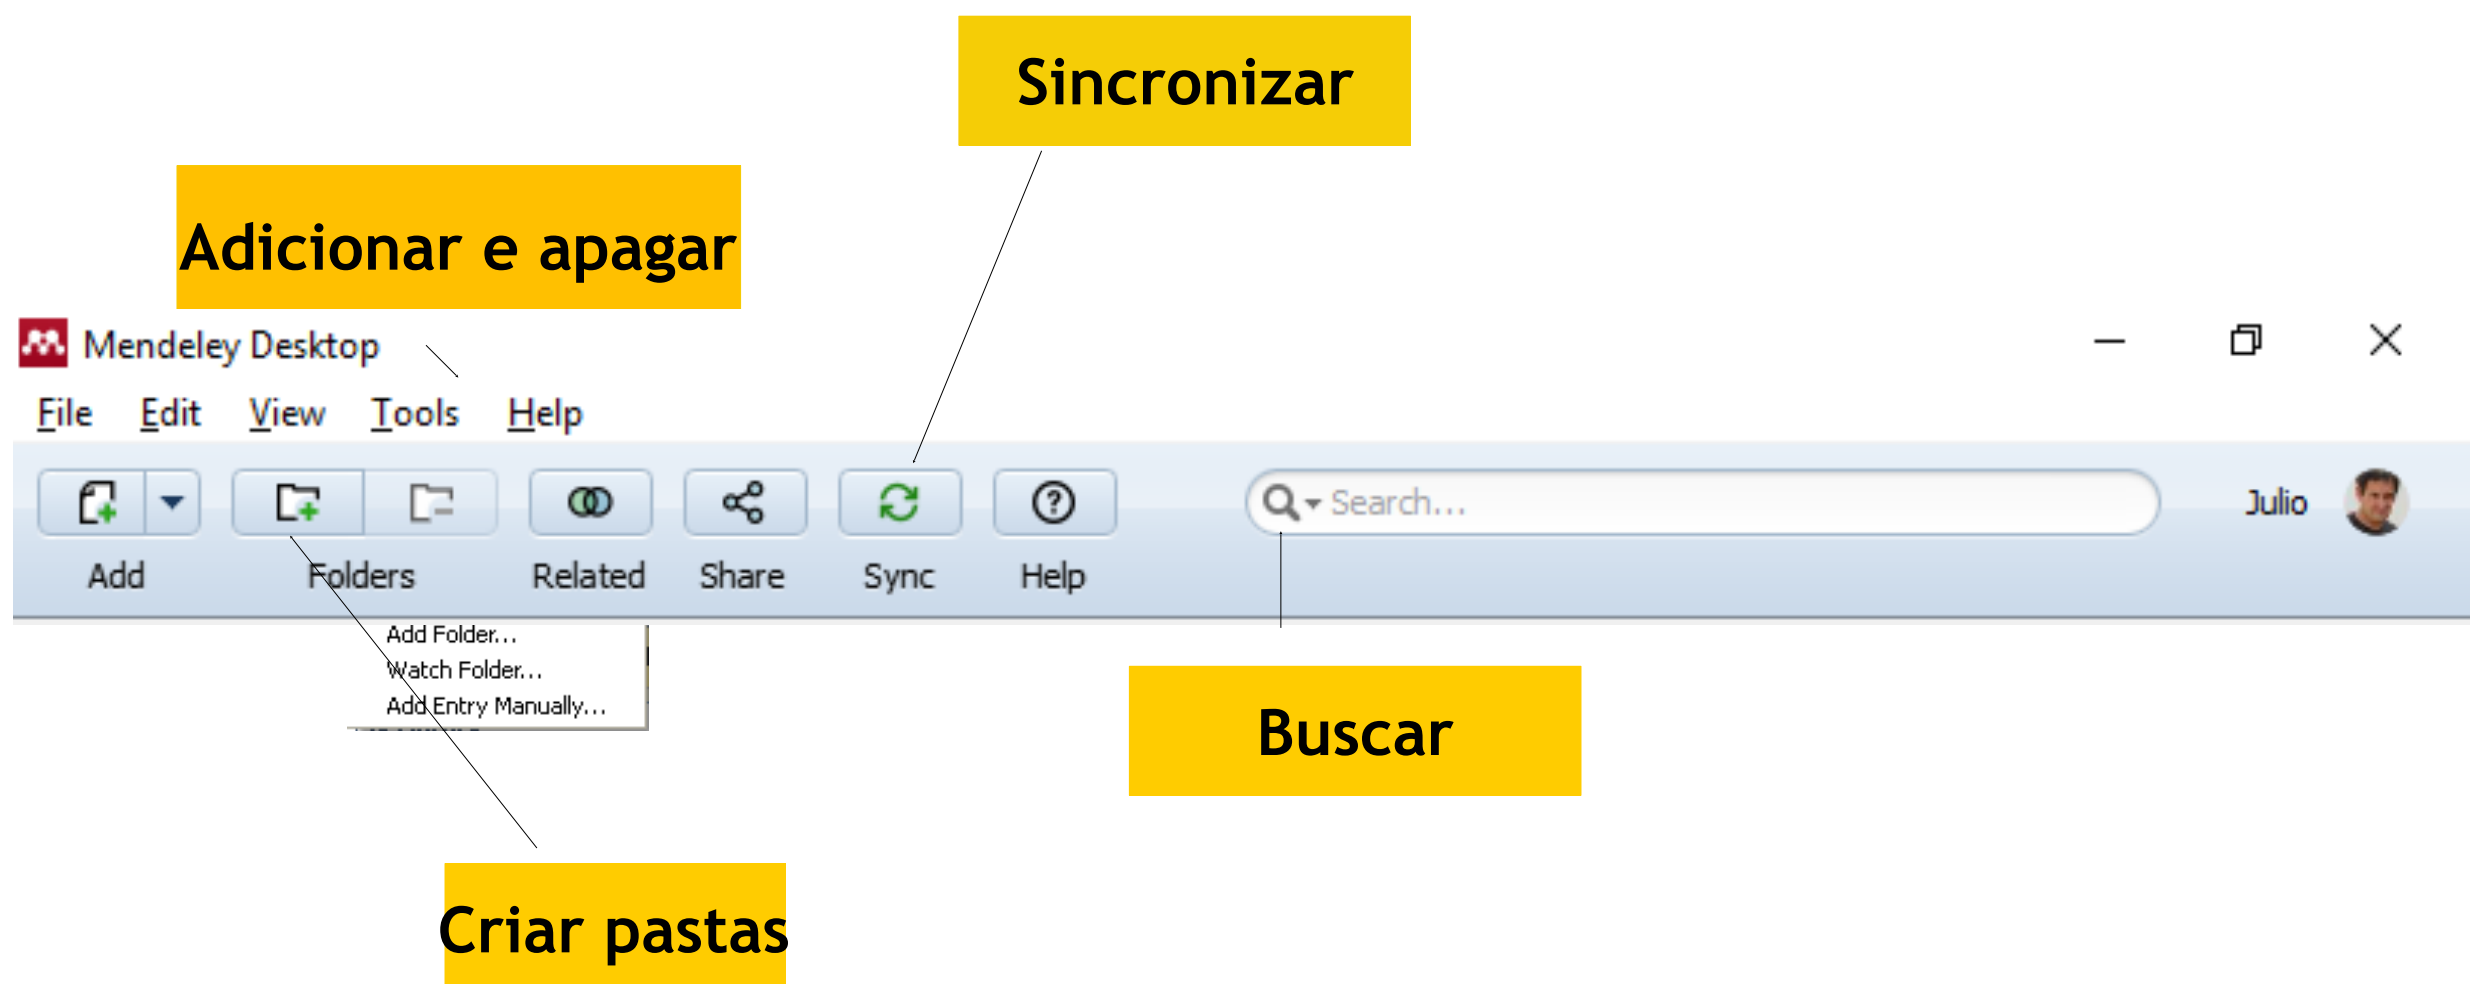 Sincronizar
Adicionar e apagar
Mendeley Desktop
File Edit View Tools Help
Search... Julio
Add Folders Related Share Sync Help
Add Folder...
Watch Folder...
Add Entry Manually...
Buscar
Criar pastas